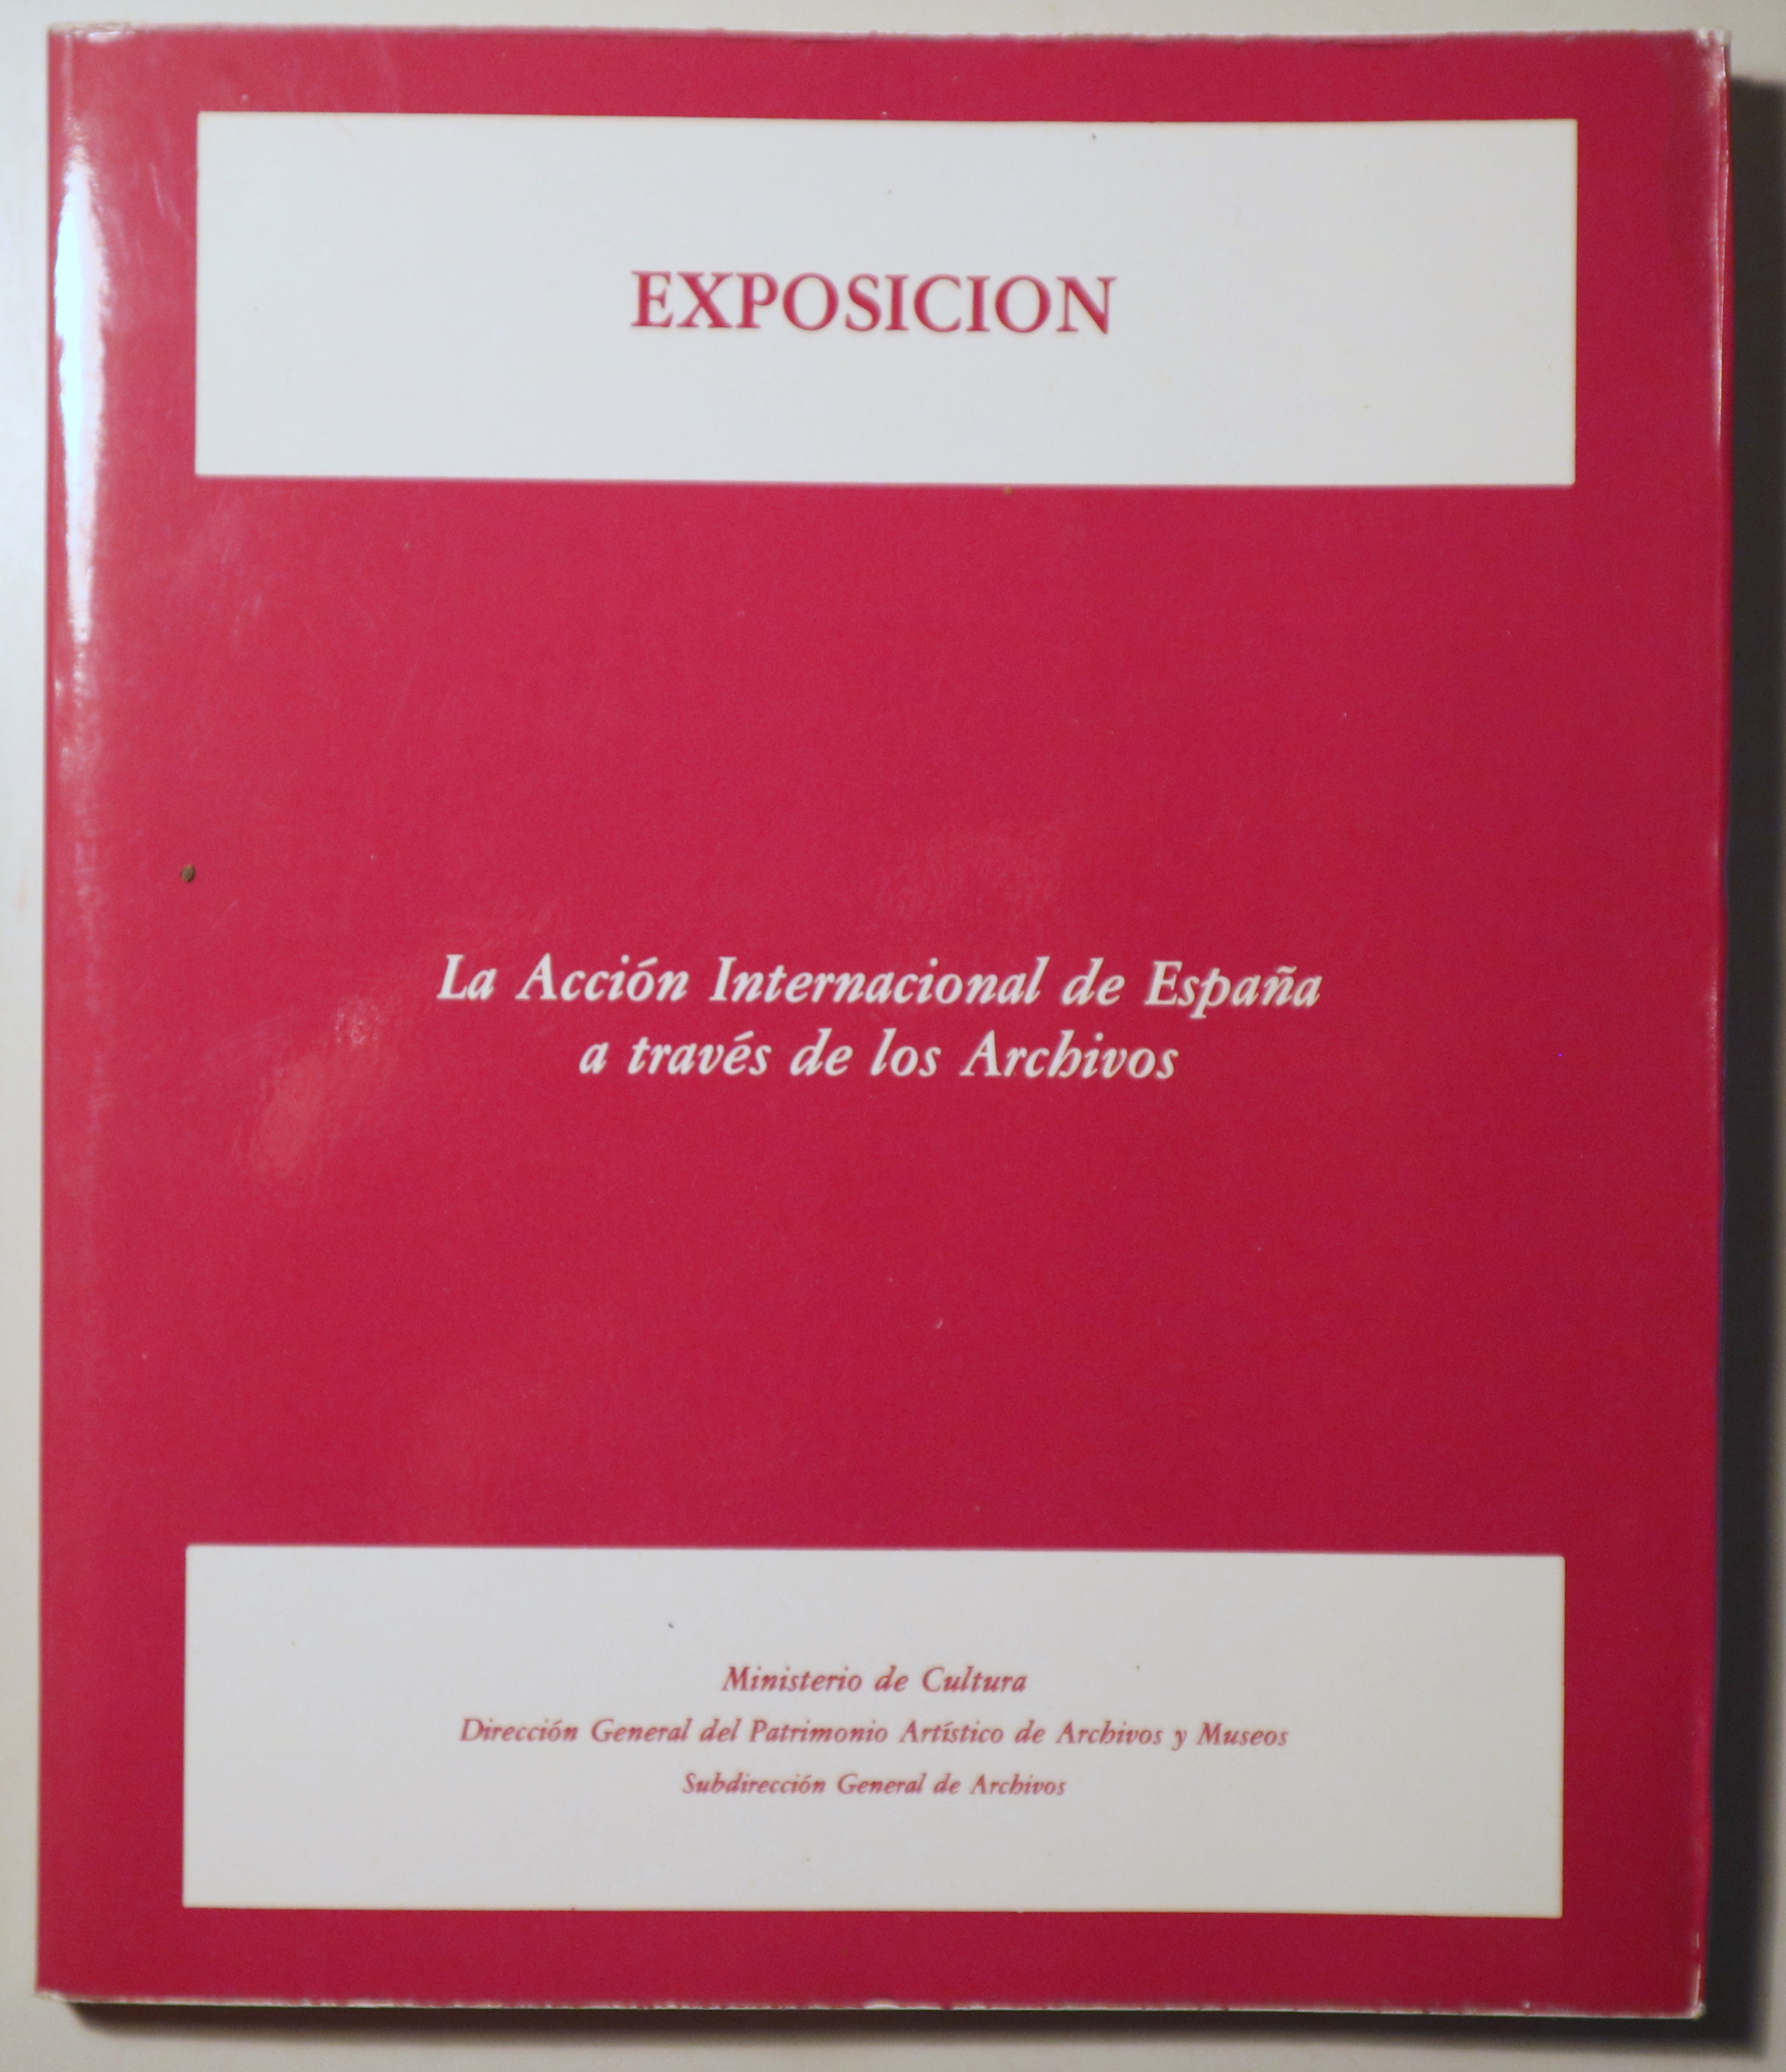 EXPOSICION
La Acción Internacional de España
a través de los Archivos
Ministerio de Cultura
Dirección General del Patrimonio Artístico de Archivos y Museos
Subdirección General de Archivos